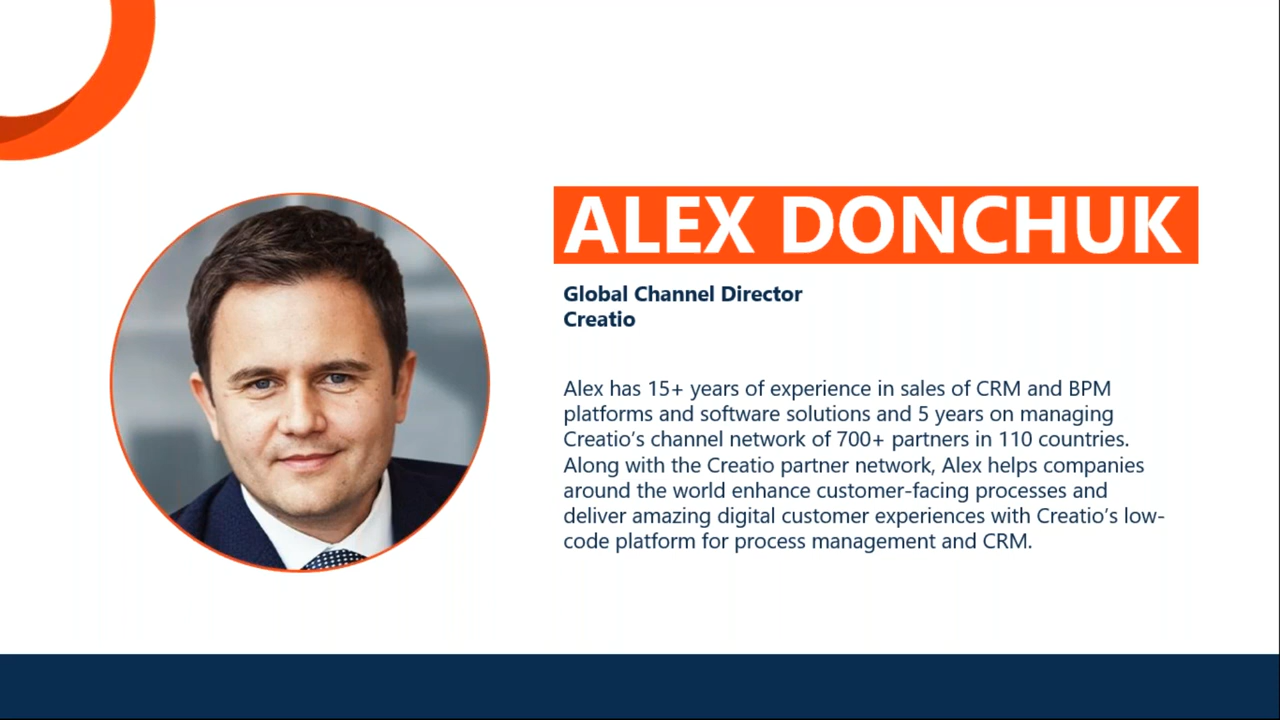 ALEX DONCHUK
Global Channel Director
Creatio
Alex has 15+ years of experience in sales of CRM and BPM
platforms and software solutions and 5 years on managing
Creatio’s channel network of 700+ partners in 110 countries.
Along with the Creatio partner network, Alex helps companies
around the world enhance customer-facing processes and
deliver amazing digital customer experiences with Creatio’s low-
code platform for process management and CRM.